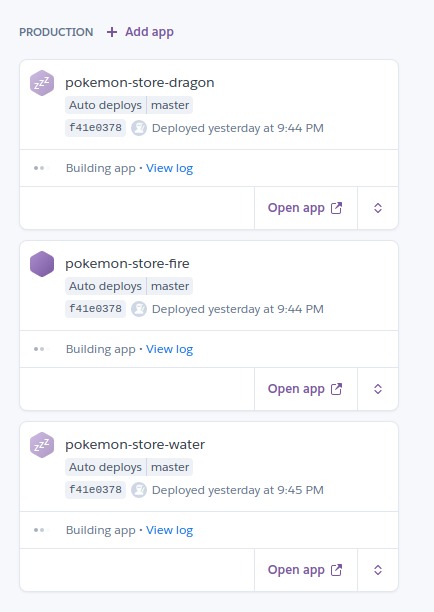 PRODUCTION + Add app
zzz
pokemon-store-dragon
Auto deploys master
f41e0378 Deployed yesterday at 9:44 PM
Building app • View log
Open app
pokemon-store-fire
Auto deploys master
f41e0378 Deployed yesterday at 9:44 PM
Building app • View log
Open app
zzz
pokemon-store-water
Auto deploys master
f41e0378 Deployed yesterday at 9:45 PM
Building app • View log
Open app